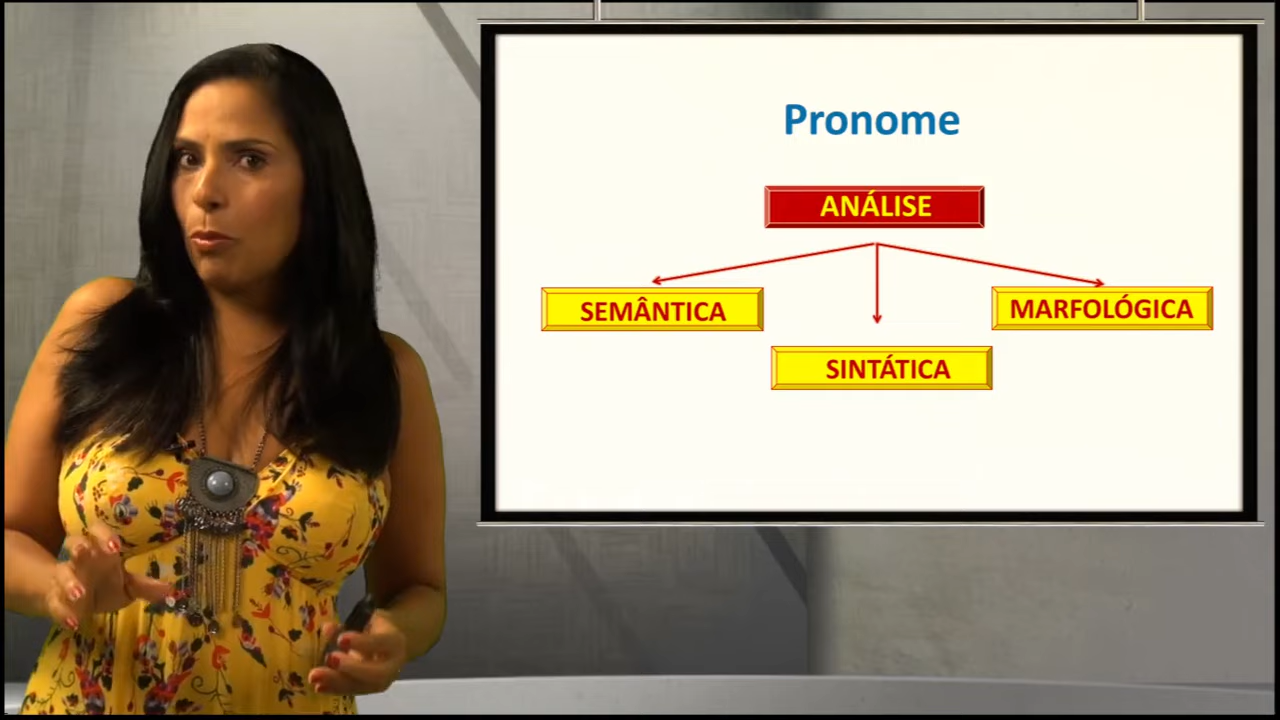 Pronome
ANÁLISE
SEMÂNTICA
MARFOLÓGICA
SINTÁTICA